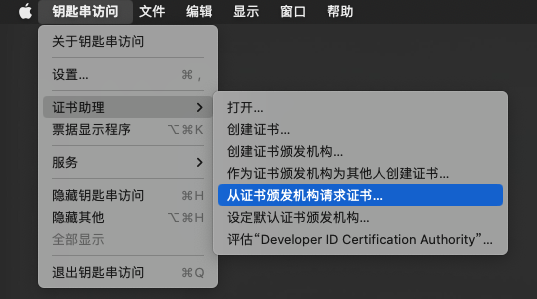 钥匙串访问 文件 编辑 显示 窗口 帮助
关于钥匙串访问
设置... ⌘ ,
证书助理
票据显示程序 ⌥⌘K
服务
隐藏钥匙串访问 ⌘H
隐藏其他 ⌥⌘H
全部显示
退出钥匙串访问 ⌘Q
打开...
创建证书...
创建证书颁发机构...
作为证书颁发机构为其他人创建证书...
从证书颁发机构请求证书...
设定默认证书颁发机构...
评估“Developer ID Certification Authority”...